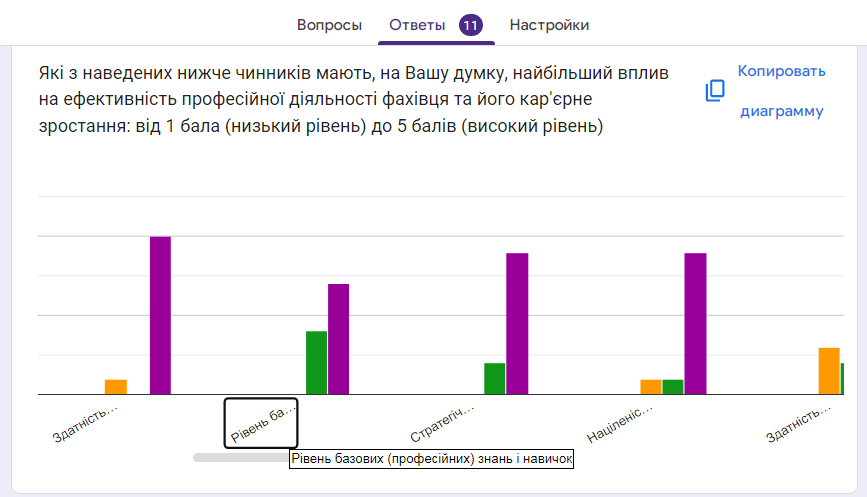 Вопросы Ответы 11 Настройки
Які з наведених нижче чинників мають, на Вашу думку, найбільший вплив
на ефективність професійної діяльності фахівця та його кар'єрне
зростання: від 1 бала (низький рівень) до 5 балів (високий рівень)
Копировать
диаграмму
Здатність...
Рівень ба...
Стратегіч...
Націленіс...
Здатність...
Рівень базових (професійних) знань і навичок